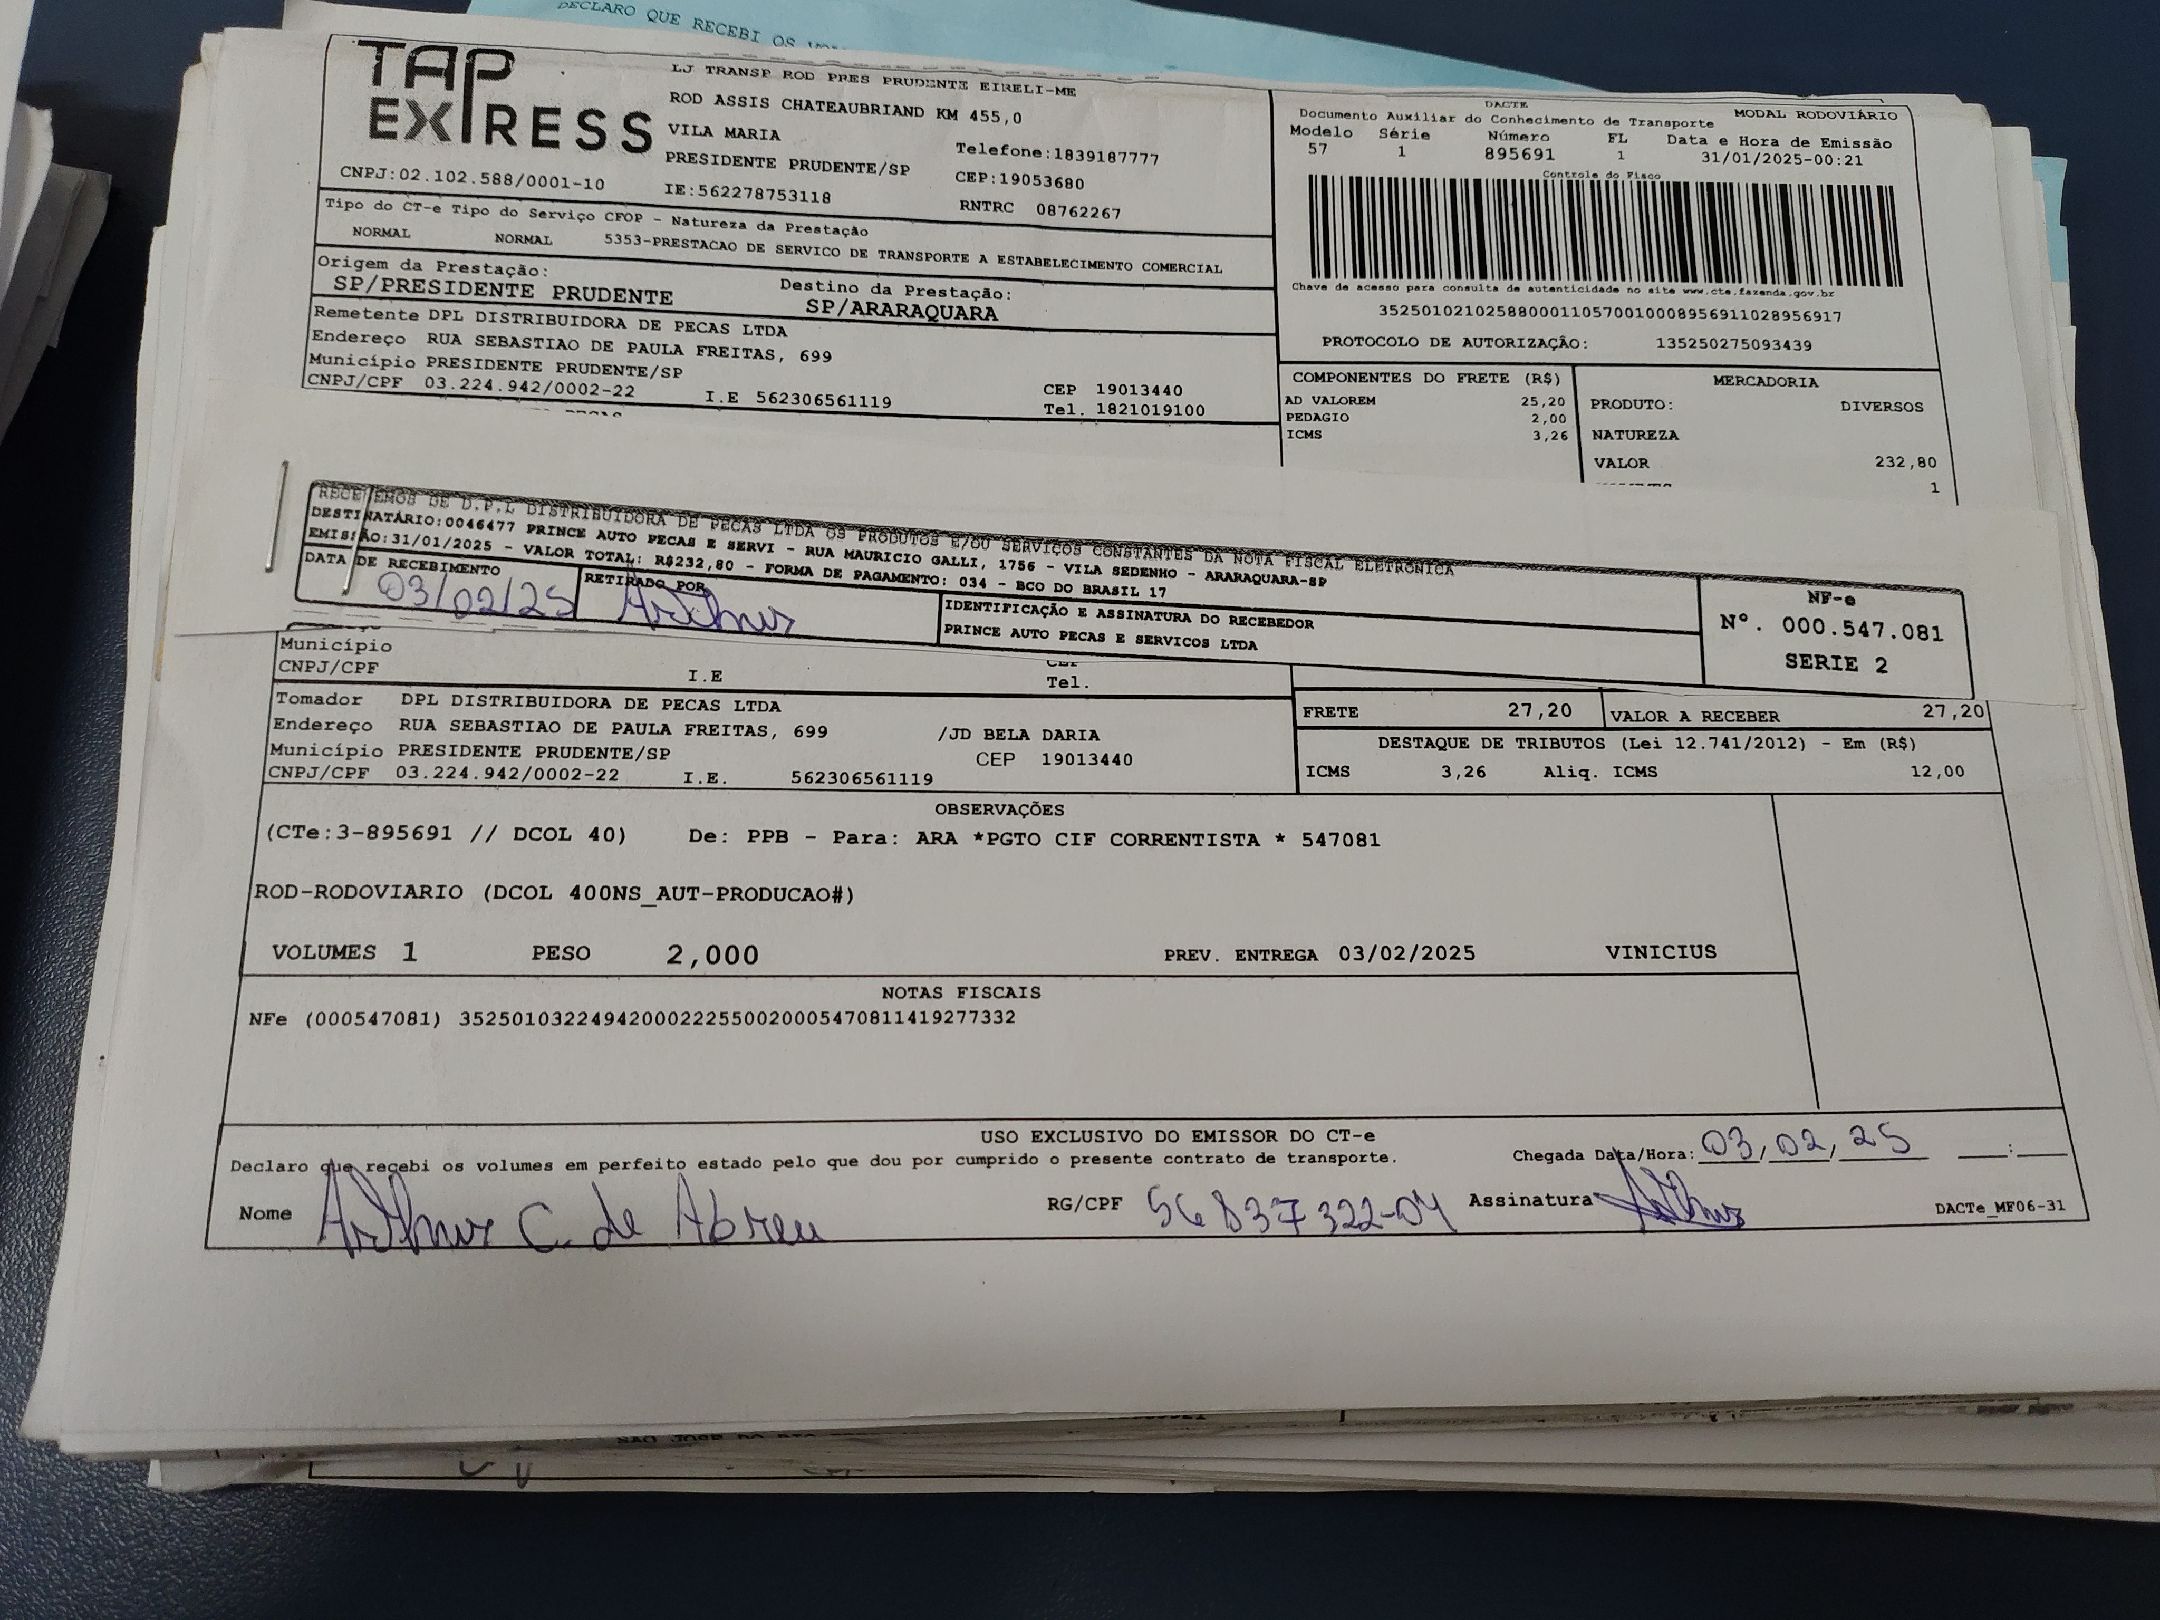 DECLARO QUE RECEBI OS
TAP EXPRESS
LJ TRANSP ROD PRES PRUDENTE EIRELI-ME
ROD ASSIS CHATEAUBRIAND KM 455,0
VILA MARIA
PRESIDENTE PRUDENTE/SP
Telefone:1839187777
CEP:19053680
CNPJ:02.102.588/0001-10
IE:562278753118
RNTRC 08762267
DACTE
Documento Auxiliar do Conhecimento de Transporte
MODAL RODOVIÁRIO
Modelo Série Número FL Data e Hora de Emissão
57 1 895691 1 31/01/2025-00:21
Controle do Fisco
Chave de acesso para consulta de autenticidade no site www.cte.fazenda.gov.br
35250102102588000110570010008956911028956917
PROTOCOLO DE AUTORIZAÇÃO: 135250275093439
Tipo do CT-e Tipo do Serviço CFOP - Natureza da Prestação
NORMAL NORMAL 5353-PRESTACAO DE SERVICO DE TRANSPORTE A ESTABELECIMENTO COMERCIAL
Origem da Prestação: Destino da Prestação:
SP/PRESIDENTE PRUDENTE SP/ARARAQUARA
Remetente DPL DISTRIBUIDORA DE PECAS LTDA
Endereço RUA SEBASTIAO DE PAULA FREITAS, 699
Município PRESIDENTE PRUDENTE/SP CEP 19013440
CNPJ/CPF 03.224.942/0002-22 I.E 562306561119 Tel. 1821019100
COMPONENTES DO FRETE (R$)
AD VALOREM 25,20
PEDAGIO 2,00
ICMS 3,26
MERCADORIA
PRODUTO: DIVERSOS
NATUREZA
VALOR 232,80
1
RECEBEMOS DE D.P.L DISTRIBUIDORA DE PECAS LTDA OS PRODUTOS E/OU SERVIÇOS CONSTANTES DA NOTA FISCAL ELETRÔNICA
DESTINATÁRIO:0046477 PRINCE AUTO PECAS E SERVI - RUA MAURICIO GALLI, 1756 - VILA SEDENHO - ARARAQUARA-SP
EMISSÃO:31/01/2025 - VALOR TOTAL: R$232,80 - FORMA DE PAGAMENTO: 034 - BCO DO BRASIL 17
DATA DE RECEBIMENTO
03/02/25
RETIRADO POR
Arthur
IDENTIFICAÇÃO E ASSINATURA DO RECEBEDOR
PRINCE AUTO PECAS E SERVICOS LTDA
NF-e
Nº. 000.547.081
SERIE 2
Município
CNPJ/CPF I.E Tel.
Tomador DPL DISTRIBUIDORA DE PECAS LTDA
Endereço RUA SEBASTIAO DE PAULA FREITAS, 699 /JD BELA DARIA
Município PRESIDENTE PRUDENTE/SP CEP 19013440
CNPJ/CPF 03.224.942/0002-22 I.E. 562306561119
FRETE 27,20 VALOR A RECEBER 27,20
DESTAQUE DE TRIBUTOS (Lei 12.741/2012) - Em (R$)
ICMS 3,26 Aliq. ICMS 12,00
OBSERVAÇÕES
(CTe:3-895691 // DCOL 40) De: PPB - Para: ARA *PGTO CIF CORRENTISTA * 547081
ROD-RODOVIARIO (DCOL 400NS_AUT-PRODUCAO#)
VOLUMES 1 PESO 2,000 PREV. ENTREGA 03/02/2025 VINICIUS
NOTAS FISCAIS
NFe (000547081) 35250103224942000222550020005470811419277332
USO EXCLUSIVO DO EMISSOR DO CT-e
Declaro que recebi os volumes em perfeito estado pelo que dou por cumprido o presente contrato de transporte.
Chegada Data/Hora: 03/02/25 __:__
Nome Arthur C. de Abreu RG/CPF 56837322-04 Assinatura Arthur
DACTe_MF06-31